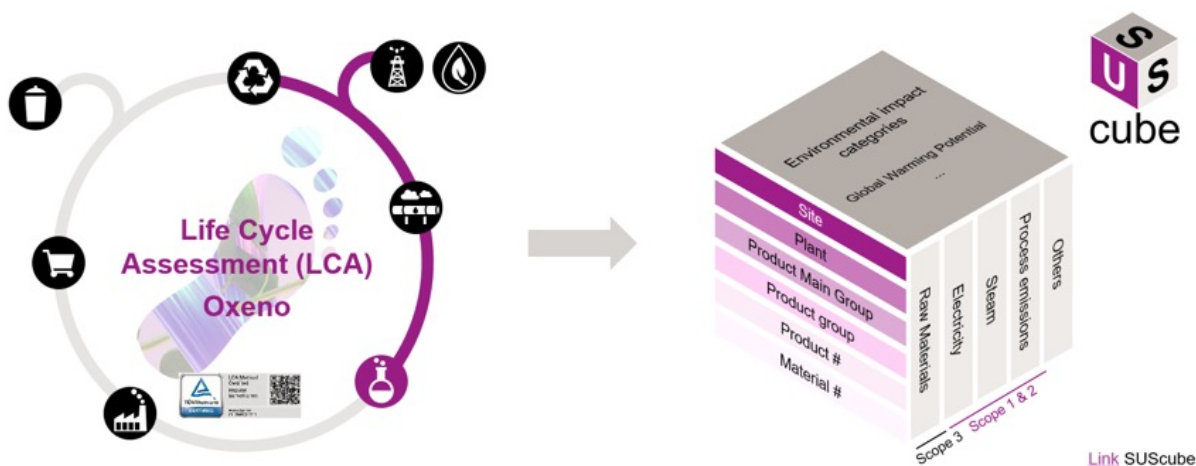 Life Cycle
Assessment (LCA)
Oxeno
Environmental impact
categories
Global Warming Potential
...
Site
Plant
Product Main Group
Product group
Product #
Material #
Raw Materials
Electricity
Steam
Process emissions
Others
Scope 3
Scope 1 & 2
S
U
S
cube
Link SUScube